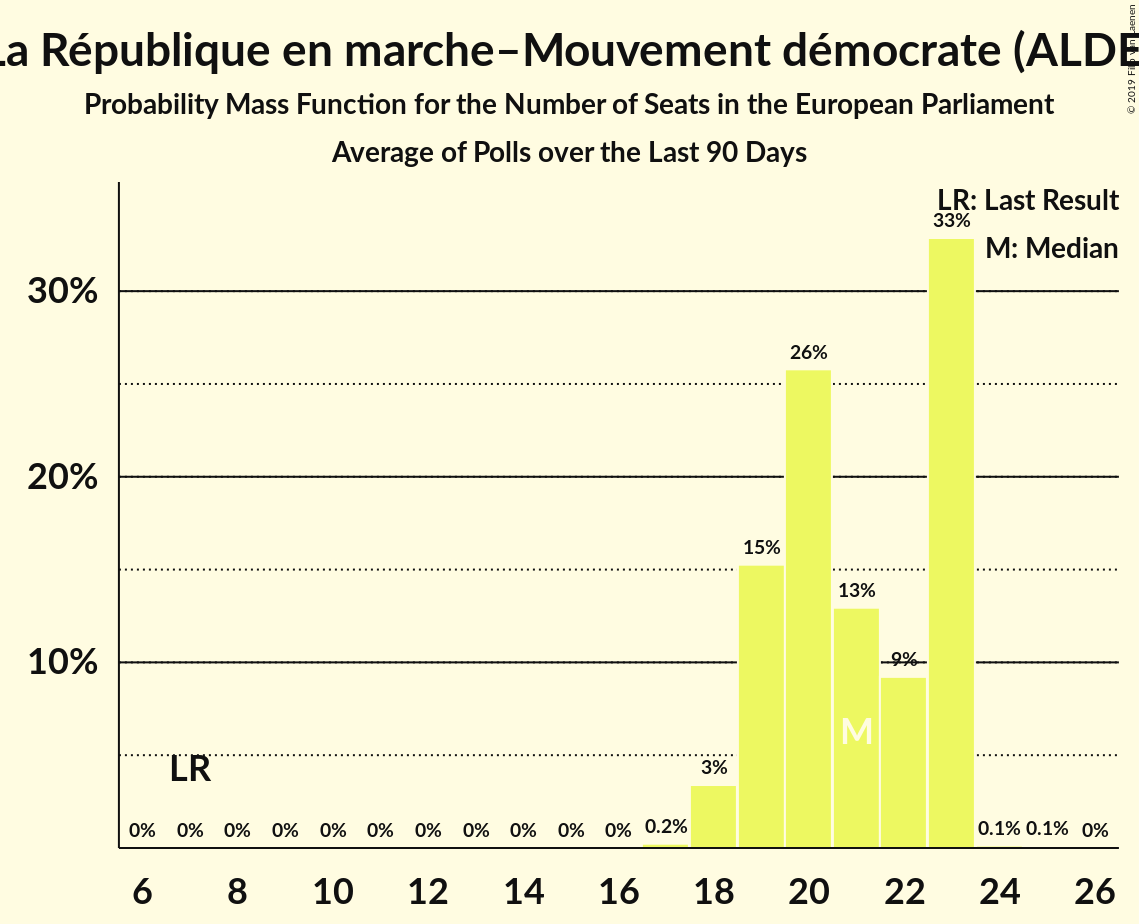 La République en marche–Mouvement démocrate (ALDE
Probability Mass Function for the Number of Seats in the European Parliament
Average of Polls over the Last 90 Days
LR: Last Result
M: Median
30%
20%
10%
0% 0% 0% 0% 0% 0% 0% 0% 0% 0% 0% 0.2% 3% 15% 26% 13% 9% 33% 0.1% 0.1% 0%
LR
M
6 8 10 12 14 16 18 20 22 24 26
© 2019 Filip